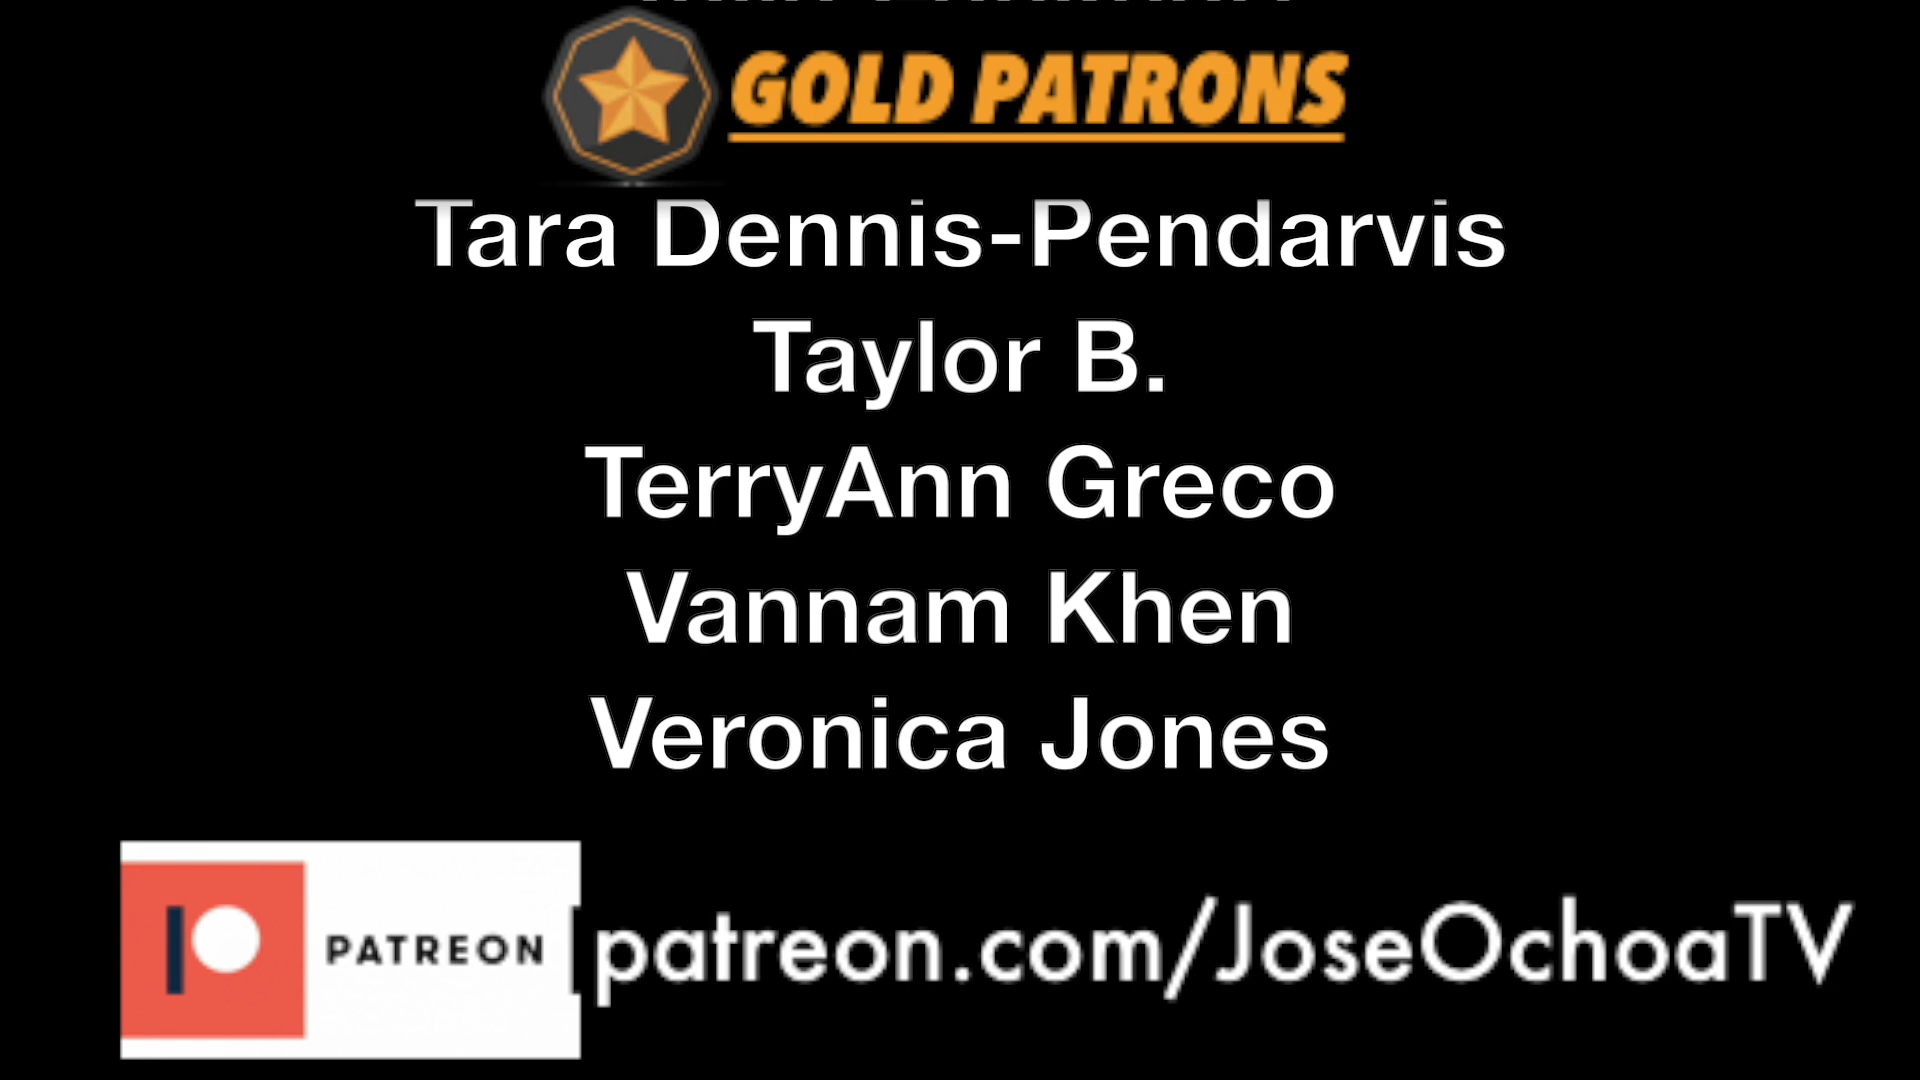 GOLD PATRONS
Tara Dennis-Pendarvis
Taylor B.
TerryAnn Greco
Vannam Khen
Veronica Jones
PATREON
patreon.com/JoseOchoaTV